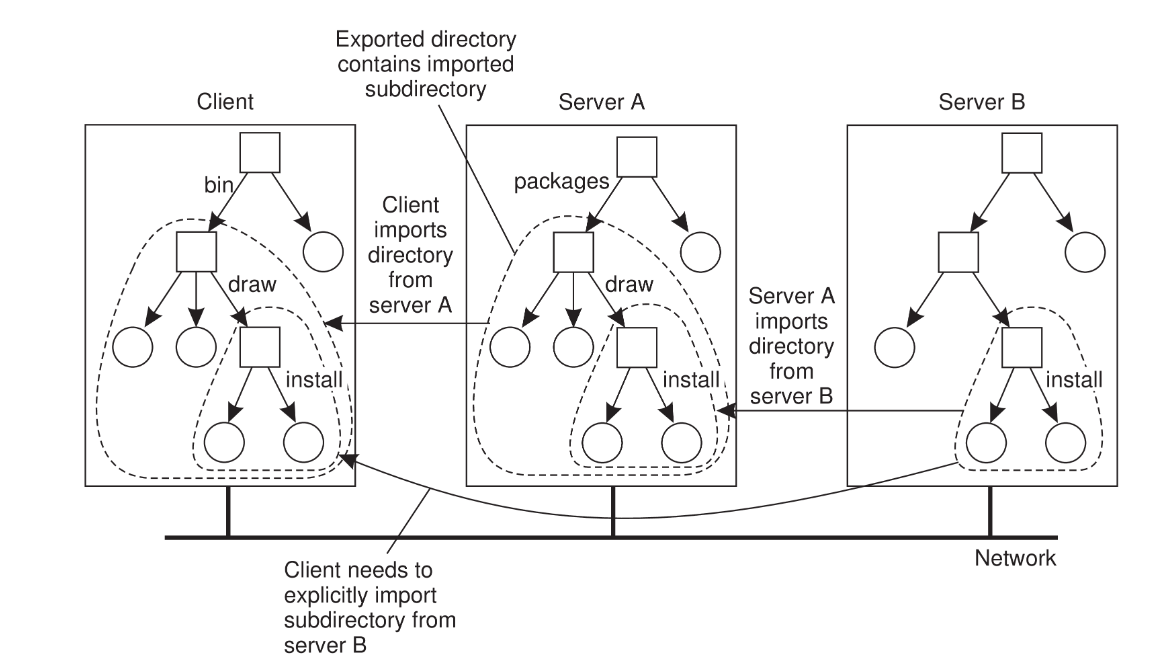 Exported directory
contains imported
subdirectory
Client
Server A
Server B
bin
packages
Client
imports
directory
from
server A
draw
draw
Server A
imports
directory
from
server B
install
install
install
Network
Client needs to
explicitly import
subdirectory from
server B